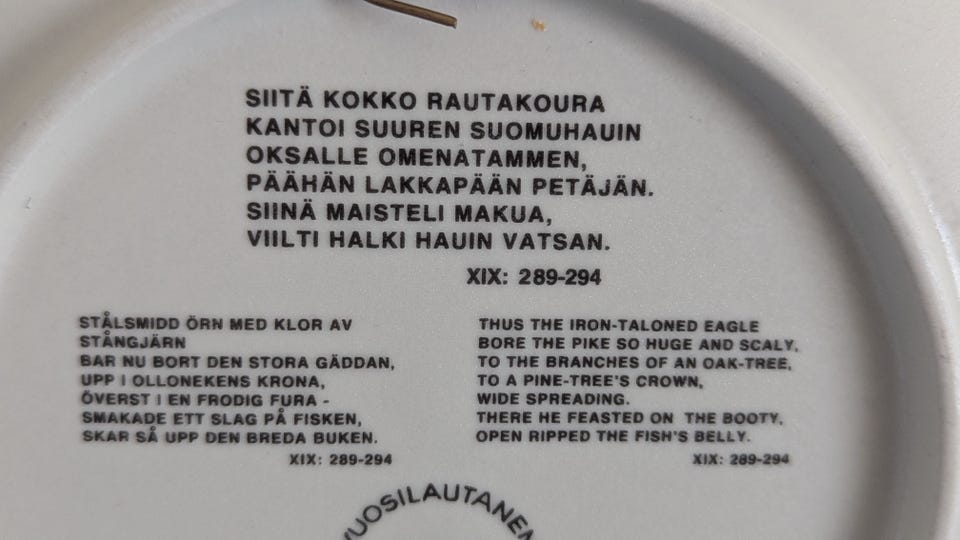 SIITÄ KOKKO RAUTAKOURA
KANTOI SUUREN SUOMUHAUIN
OKSALLE OMENATAMMEN,
PÄÄHÄN LAKKAPÄÄN PETÄJÄN.
SIINÄ MAISTELI MAKUA,
VIILTI HALKI HAUIN VATSAN.
XIX: 289-294
STÅLSMIDD ÖRN MED KLOR AV
STÅNGJÄRN
BAR NU BORT DEN STORA GÄDDAN,
UPP I OLLONEKENS KRONA,
ÖVERST I EN FRODIG FURA -
SMAKADE ETT SLAG PÅ FISKEN,
SKAR SÅ UPP DEN BREDA BUKEN.
XIX: 289-294
THUS THE IRON-TALONED EAGLE
BORE THE PIKE SO HUGE AND SCALY,
TO THE BRANCHES OF AN OAK-TREE,
TO A PINE-TREE'S CROWN,
WIDE SPREADING.
THERE HE FEASTED ON THE BOOTY,
OPEN RIPPED THE FISH'S BELLY.
XIX: 289-294
VUOSILAUTANEN